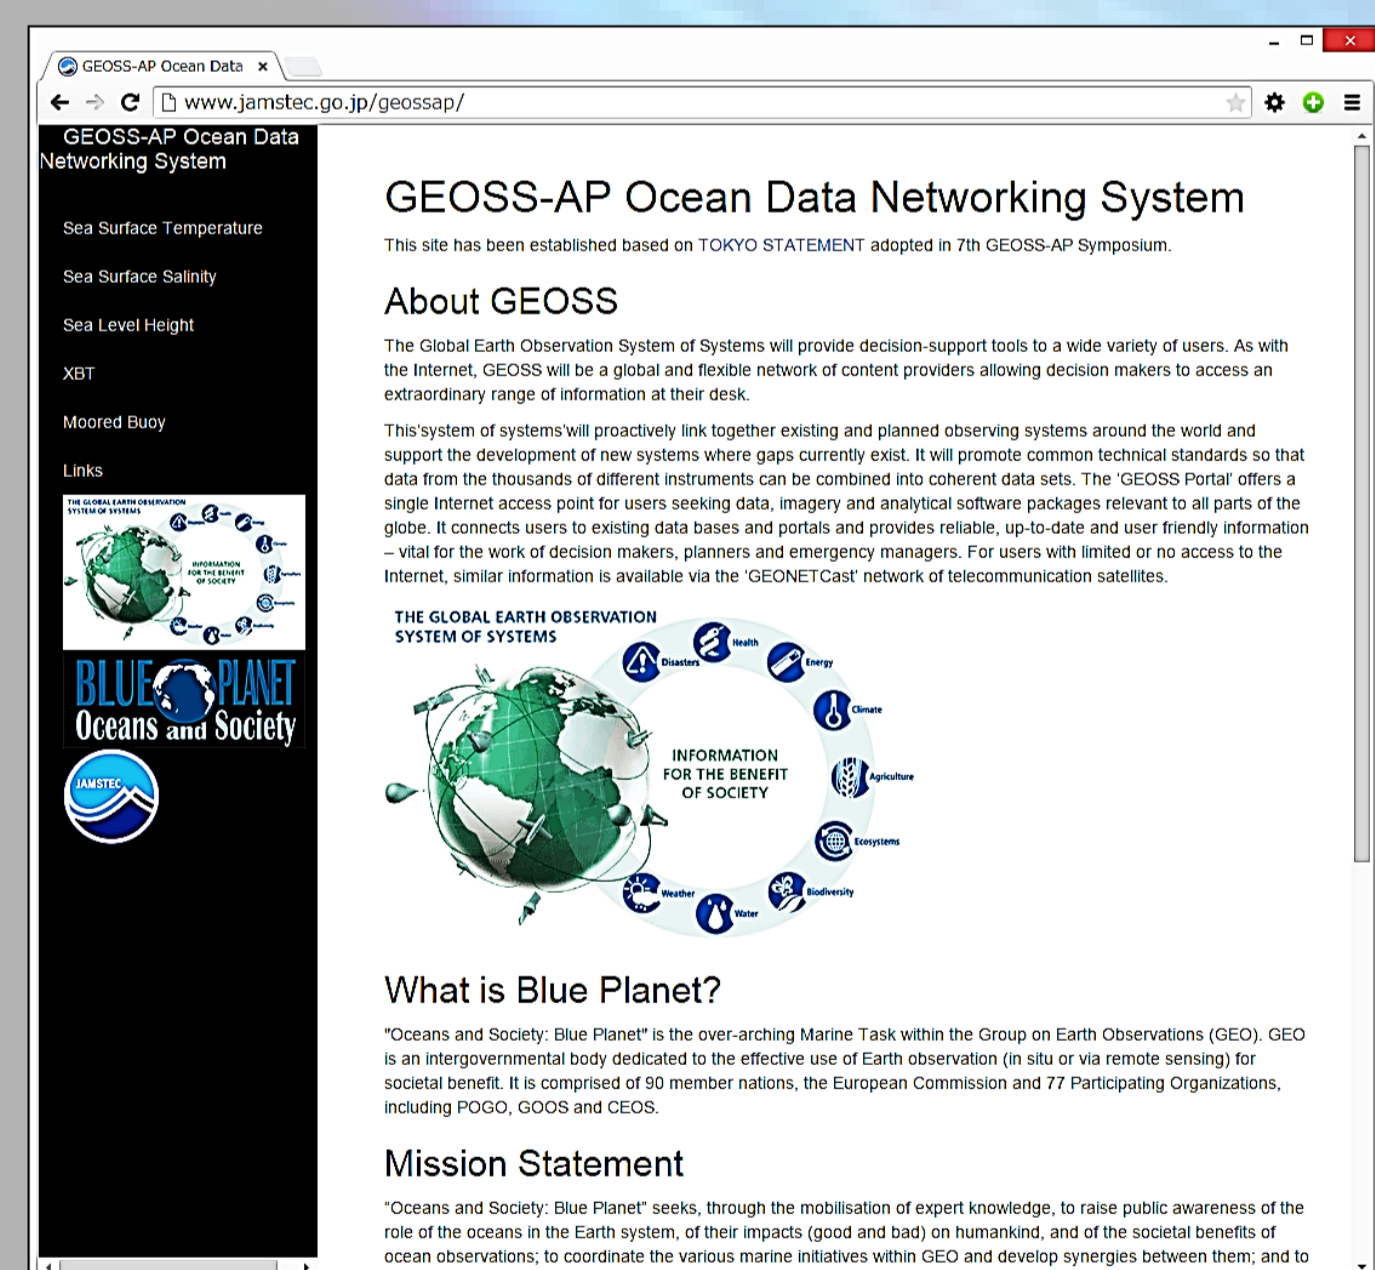 GEOSS-AP Ocean Data
www.jamstec.go.jp/geossap/
GEOSS-AP Ocean Data
Networking System
Sea Surface Temperature
Sea Surface Salinity
Sea Level Height
XBT
Moored Buoy
Links
THE GLOBAL EARTH OBSERVATION
SYSTEM OF SYSTEMS
INFORMATION
FOR THE BENEFIT
OF SOCIETY
BLUE PLANET
Oceans and Society
JAMSTEC
GEOSS-AP Ocean Data Networking System
This site has been established based on TOKYO STATEMENT adopted in 7th GEOSS-AP Symposium.
About GEOSS
The Global Earth Observation System of Systems will provide decision-support tools to a wide variety of users. As with
the Internet, GEOSS will be a global and flexible network of content providers allowing decision makers to access an
extraordinary range of information at their desk.
This'system of systems'will proactively link together existing and planned observing systems around the world and
support the development of new systems where gaps currently exist. It will promote common technical standards so that
data from the thousands of different instruments can be combined into coherent data sets. The 'GEOSS Portal' offers a
single Internet access point for users seeking data, imagery and analytical software packages relevant to all parts of the
globe. It connects users to existing data bases and portals and provides reliable, up-to-date and user friendly information
– vital for the work of decision makers, planners and emergency managers. For users with limited or no access to the
Internet, similar information is available via the 'GEONETCast' network of telecommunication satellites.
THE GLOBAL EARTH OBSERVATION
SYSTEM OF SYSTEMS
Disasters
Health
Energy
Climate
Agriculture
Ecosystems
Biodiversity
Water
Weather
INFORMATION
FOR THE BENEFIT
OF SOCIETY
What is Blue Planet?
"Oceans and Society: Blue Planet" is the over-arching Marine Task within the Group on Earth Observations (GEO). GEO
is an intergovernmental body dedicated to the effective use of Earth observation (in situ or via remote sensing) for
societal benefit. It is comprised of 90 member nations, the European Commission and 77 Participating Organizations,
including POGO, GOOS and CEOS.
Mission Statement
"Oceans and Society: Blue Planet" seeks, through the mobilisation of expert knowledge, to raise public awareness of the
role of the oceans in the Earth system, of their impacts (good and bad) on humankind, and of the societal benefits of
ocean observations; to coordinate the various marine initiatives within GEO and develop synergies between them; and to